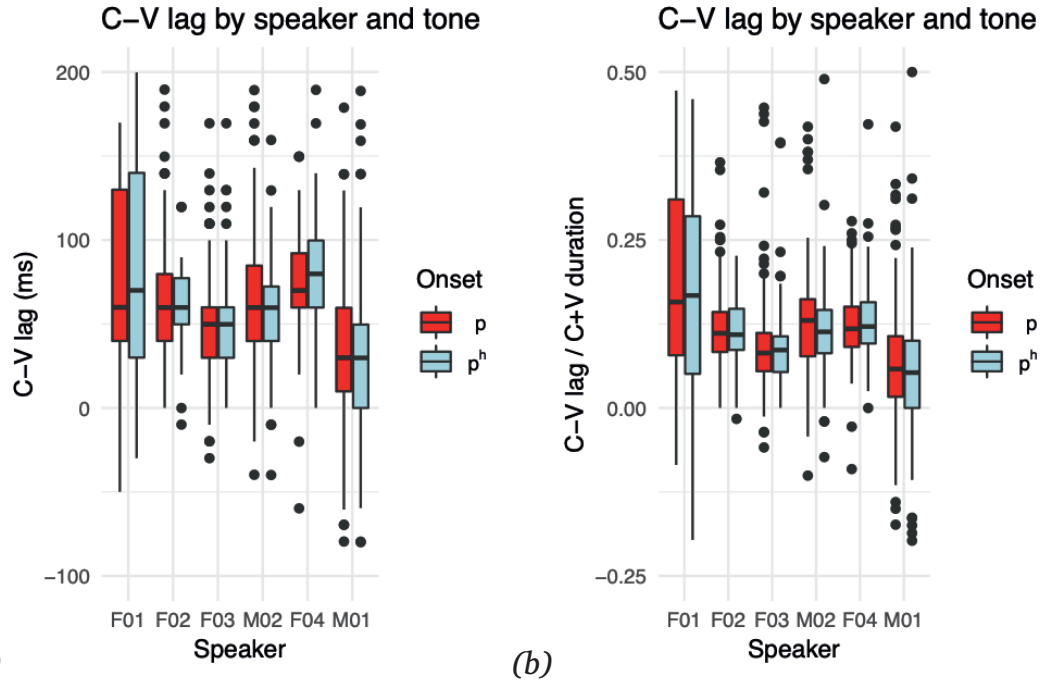 C−V lag by speaker and tone
C−V lag (ms)
200
100
0
−100
F01 F02 F03 M02 F04 M01
Speaker
Onset
p
pʰ
C−V lag by speaker and tone
C−V lag / C+V duration
0.50
0.25
0.00
−0.25
F01 F02 F03 M02 F04 M01
Speaker
Onset
p
pʰ
(b)